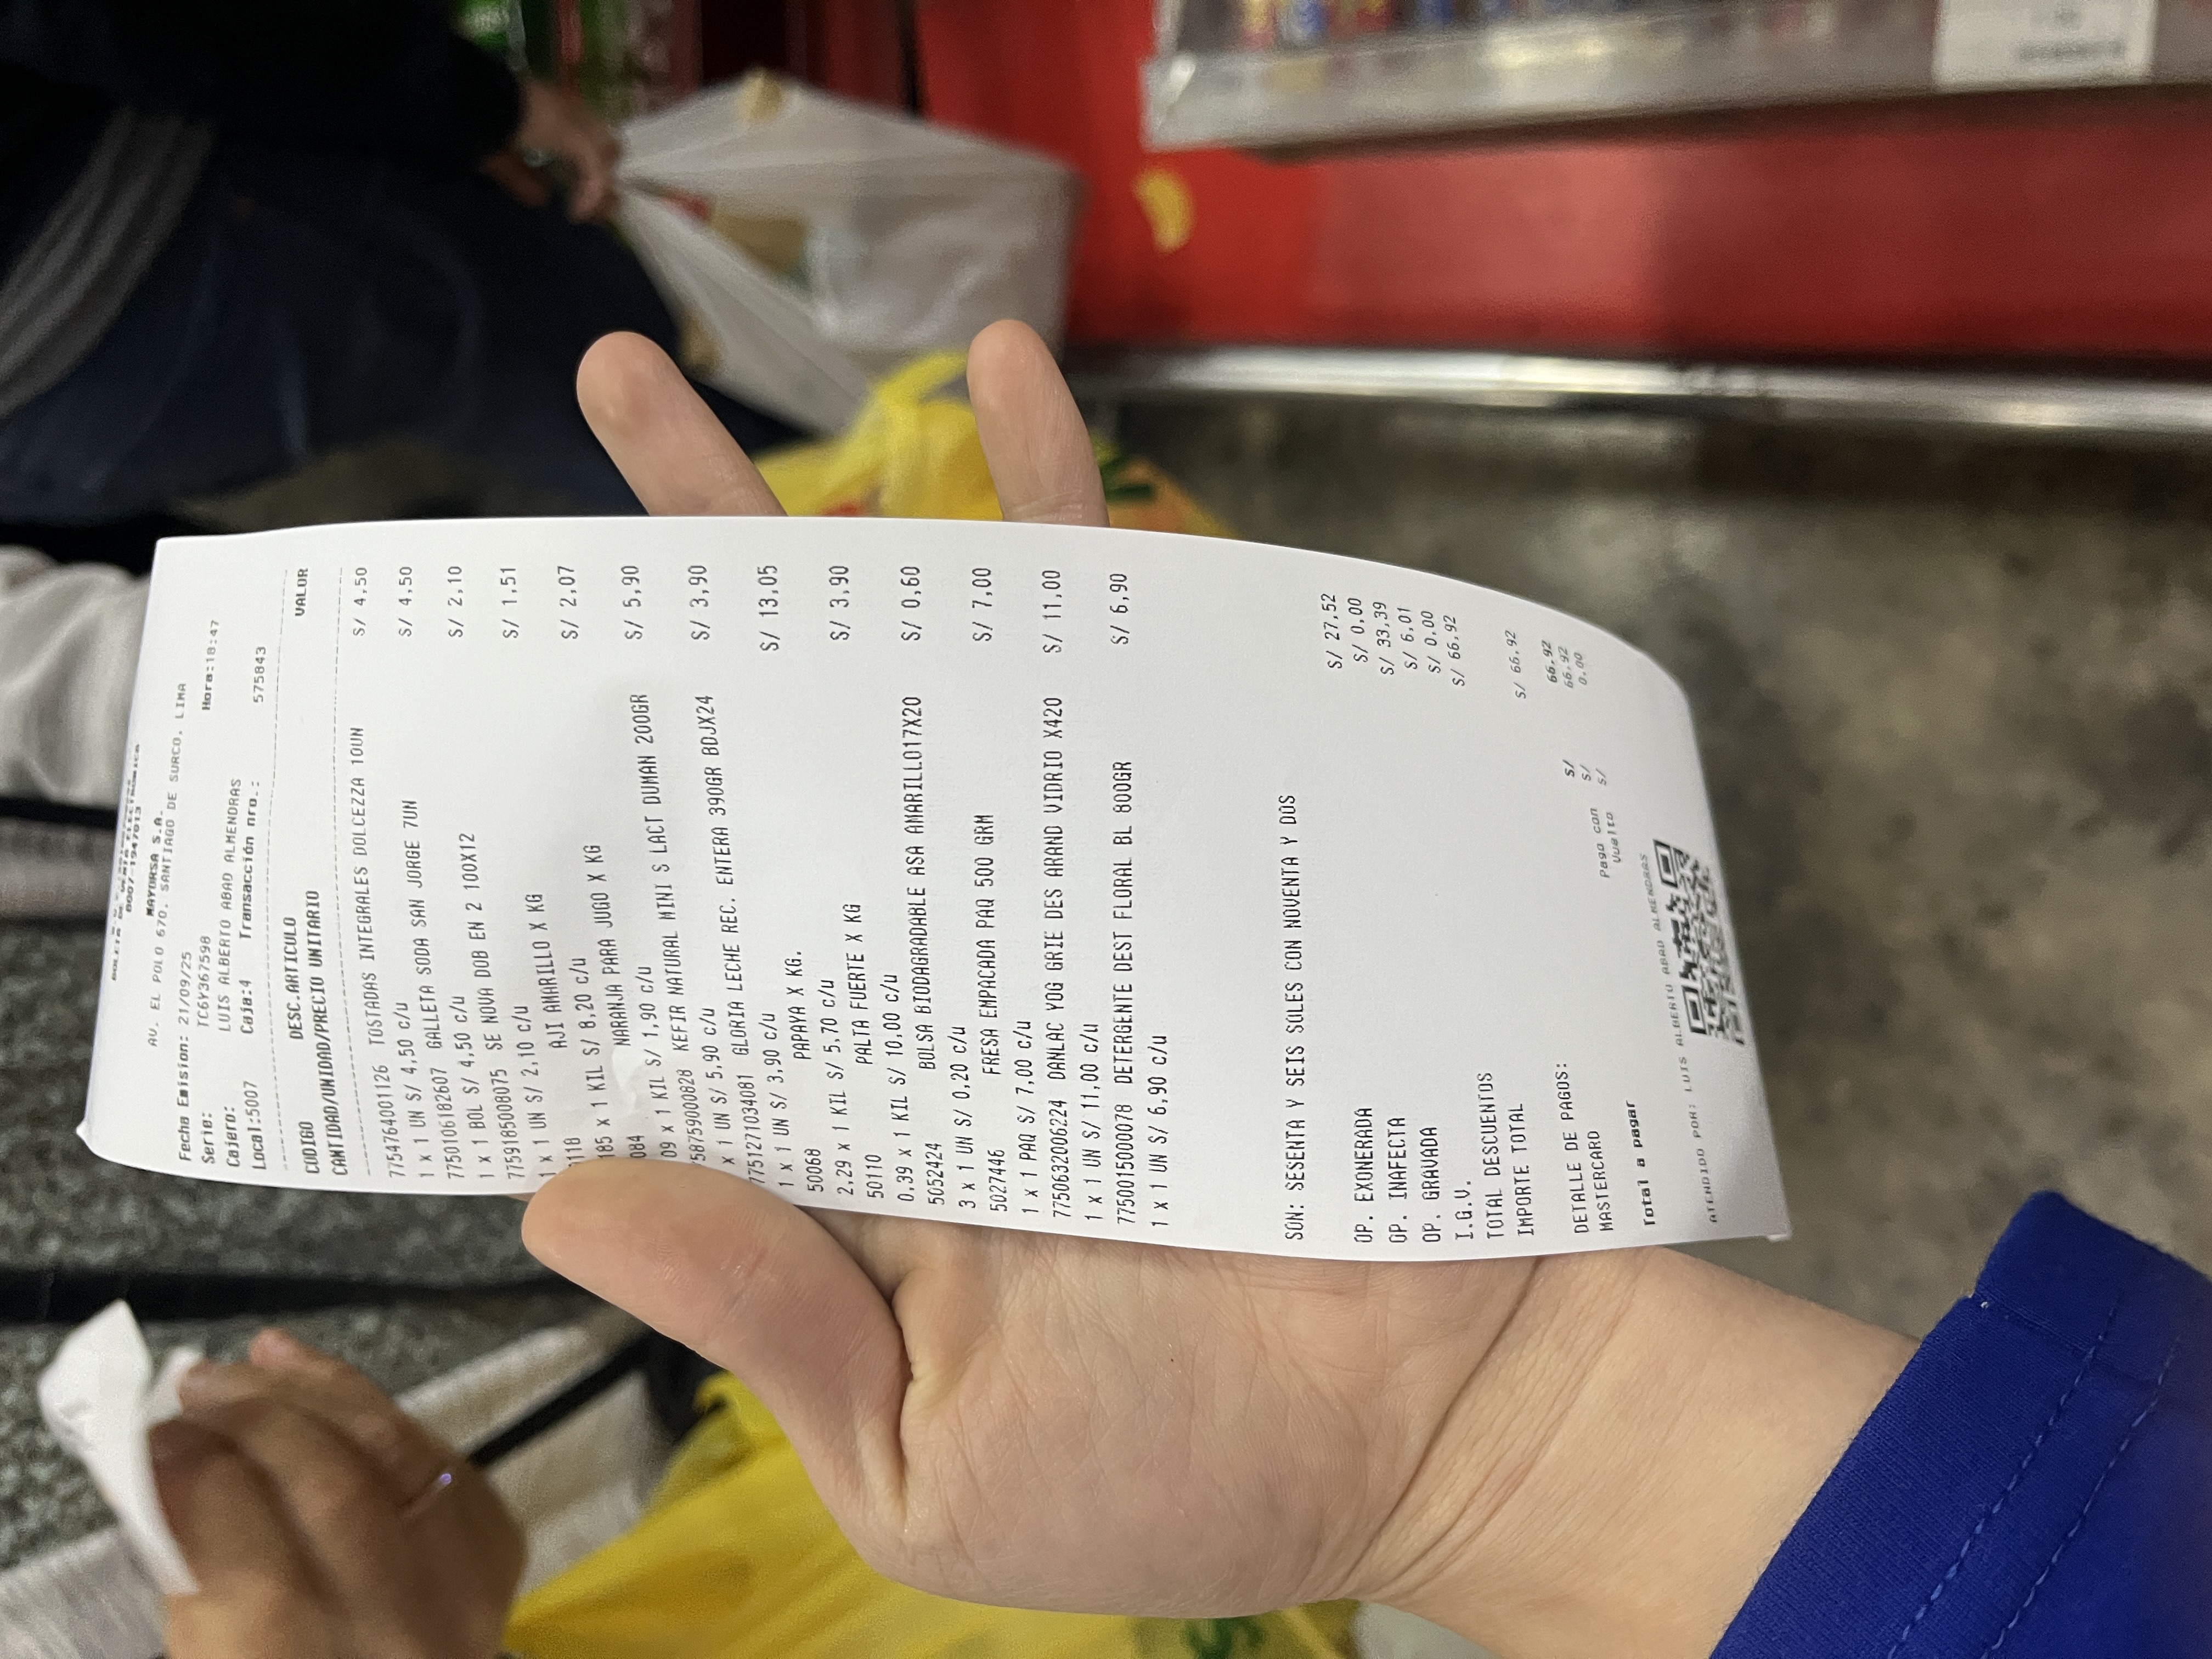 BOLETA DE VENTA ELECTRONICA
B007-1947013
MAYORSA S.A.
AV. EL POLO 670. SANTIAGO DE SURCO. LIMA
Fecha Emision: 21/09/25 Hora:18:47
Serie: TC6Y367598
Cajero: LUIS ALBERTO ABAD ALMENDRAS
Local:5007 Caja:4 Transacción nro.: 575843
CODIGO DESC.ARTICULO VALOR
CANTIDAD/UNIDAD/PRECIO UNITARIO
7754764001126 TOSTADAS INTEGRALES DOLCEZZA 10UN S/ 4,50
1 x 1 UN S/ 4,50 c/u
7750106182607 GALLETA SODA SAN JORGE 7UN S/ 4,50
1 x 1 BOL S/ 4,50 c/u
7759185008075 SE NOVA DOB EN 2 100X12 S/ 2,10
1 x 1 UN S/ 2,10 c/u
118 AJI AMARILLO X KG S/ 1,51
185 x 1 KIL S/ 8,20 c/u
084 NARANJA PARA JUGO X KG S/ 2,07
09 x 1 KIL S/ 1,90 c/u
58759000828 KEFIR NATURAL MINI S LACT DUMAN 200GR S/ 5,90
x 1 UN S/ 5,90 c/u
7751271034081 GLORIA LECHE REC. ENTERA 390GR BDJX24 S/ 3,90
1 x 1 UN S/ 3,90 c/u
50068 PAPAYA X KG. S/ 13,05
2,29 x 1 KIL S/ 5,70 c/u
50110 PALTA FUERTE X KG S/ 3,90
0,39 x 1 KIL S/ 10,00 c/u
5052424 BOLSA BIODAGRADABLE ASA AMARILLO17X20 S/ 0,60
3 x 1 UN S/ 0,20 c/u
5027446 FRESA EMPACADA PAQ 500 GRM S/ 7,00
1 x 1 PAQ S/ 7,00 c/u
7750632006224 DANLAC YOG GRIE DES ARAND VIDRIO X420 S/ 11,00
1 x 1 UN S/ 11,00 c/u
7750015000078 DETERGENTE DEST FLORAL BL 800GR S/ 6,90
1 x 1 UN S/ 6,90 c/u
SON: SESENTA Y SEIS SOLES CON NOVENTA Y DOS
OP. EXONERADA S/ 27,52
OP. INAFECTA S/ 0,00
OP. GRAVADA S/ 33,39
I.G.V. S/ 6,01
TOTAL DESCUENTOS S/ 0,00
IMPORTE TOTAL S/ 66,92
DETALLE DE PAGOS:
MASTERCARD S/ 66,92
Total a pagar S/ 66,92
Pago con S/ 66,92
Vuelto S/ 0,00
ATENDIDO POR: LUIS ALBERTO ABAD ALMENDRAS